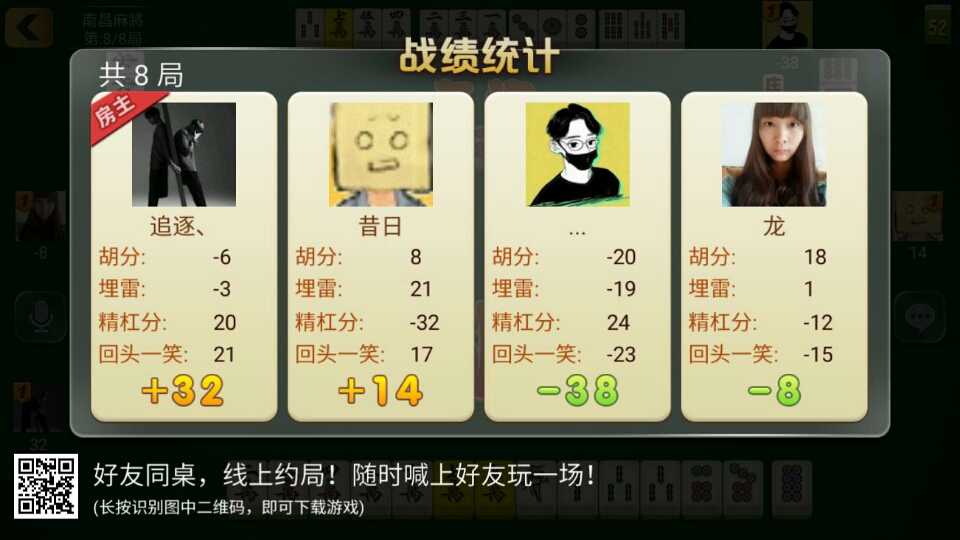 南昌麻将
第:8/8局
52
战绩统计
共 8 局
房主
追逐、
胡分: -6
埋雷: -3
精杠分: 20
回头一笑: 21
+32
昔日
胡分: 8
埋雷: 21
精杠分: -32
回头一笑: 17
+14
...
胡分: -20
埋雷: -19
精杠分: 24
回头一笑: -23
-38
龙
胡分: 18
埋雷: 1
精杠分: -12
回头一笑: -15
-8
-38
-8
14
32
好友同桌，线上约局！随时喊上好友玩一场！
(长按识别图中二维码，即可下载游戏)